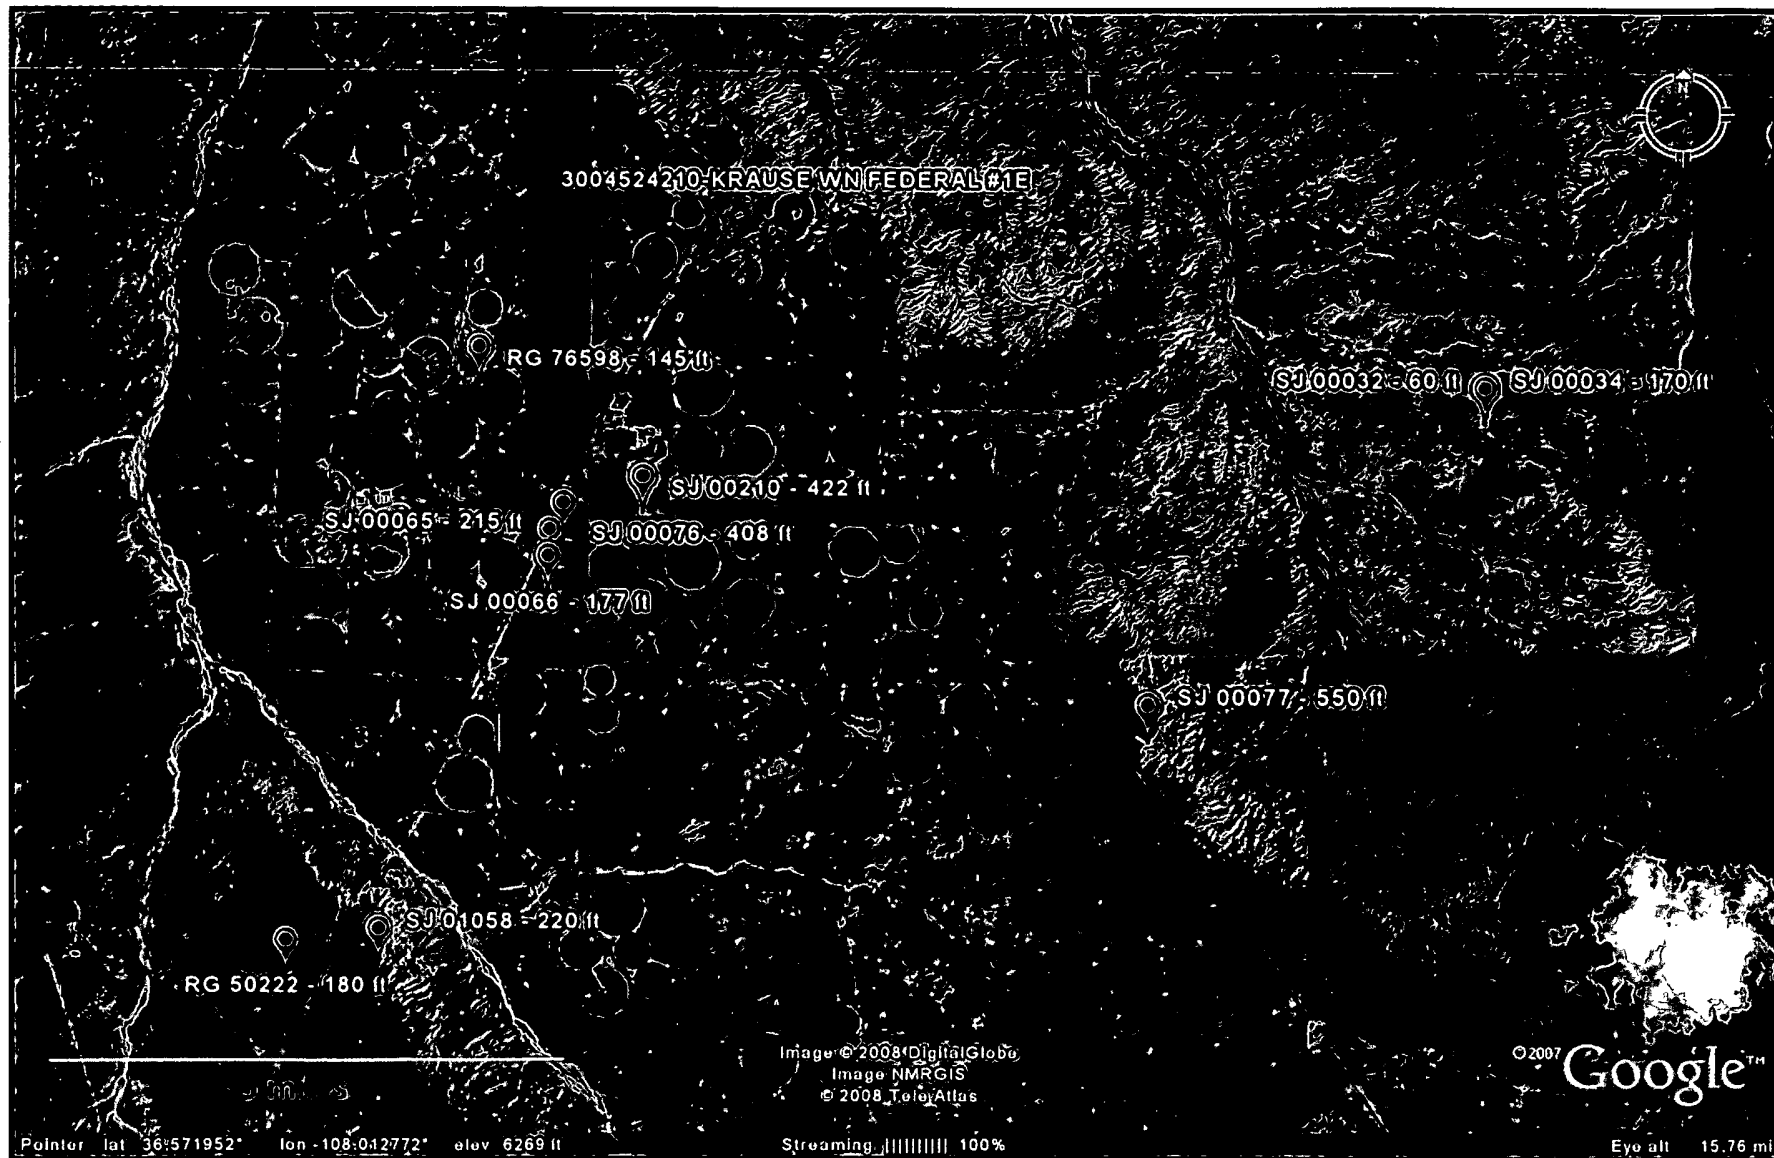 N
3004524210-KRAUSE WN FEDERAL #1E
RG 76598 - 145 ft
SJ 00032 - 60 ft
SJ 00034 - 170 ft
SJ 00210 - 422 ft
SJ 00065 - 215 ft
SJ 00076 - 408 ft
SJ 00066 - 177 ft
SJ 00077 - 550 ft
SJ 01058 - 220 ft
RG 50222 - 180 ft
Image © 2008 DigitalGlobe
Image NMRGIS
© 2008 Tele Atlas
©2007 Google™
Pointer lat 36.571952° lon -108.012772° elev 6269 ft
Streaming |||||||||| 100%
Eye alt 15.76 mi